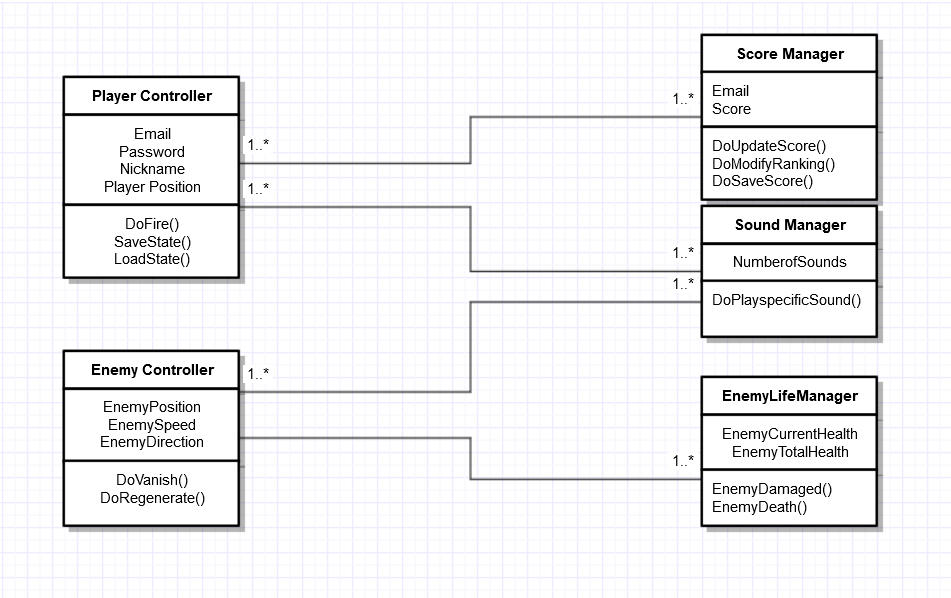 Player Controller
Email
Password
Nickname
Player Position
DoFire()
SaveState()
LoadState()
1..*
1..*
Score Manager
Email
Score
DoUpdateScore()
DoModifyRanking()
DoSaveScore()
1..*
Sound Manager
NumberofSounds
DoPlayspecificSound()
1..*
1..*
Enemy Controller
EnemyPosition
EnemySpeed
EnemyDirection
DoVanish()
DoRegenerate()
1..*
EnemyLifeManager
EnemyCurrentHealth
EnemyTotalHealth
EnemyDamaged()
EnemyDeath()
1..*